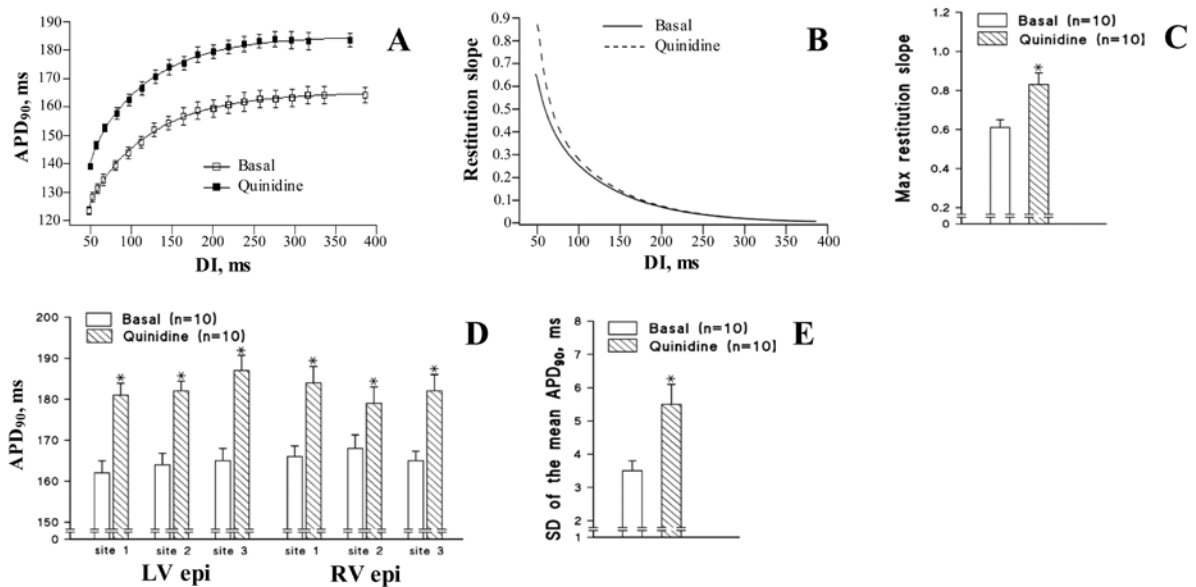 A
APD90, ms
190
180
170
160
150
140
130
120
Basal
Quinidine
50 100 150 200 250 300 350 400
DI, ms
B
Restitution slope
0.9
0.8
0.7
0.6
0.5
0.4
0.3
0.2
0.1
0
Basal
Quinidine
50 100 150 200 250 300 350 400
DI, ms
C
Max restitution slope
1.2
1.0
0.8
0.6
0.4
0.2
0
Basal (n=10)
Quinidine (n=10)
*
D
APD90, ms
200
190
180
170
160
150
0
Basal (n=10)
Quinidine (n=10)
* * * * * *
site 1 site 2 site 3 site 1 site 2 site 3
LV epi RV epi
E
SD of the mean APD90, ms
8
7
6
5
4
3
2
1
Basal (n=10)
Quinidine (n=10)
*